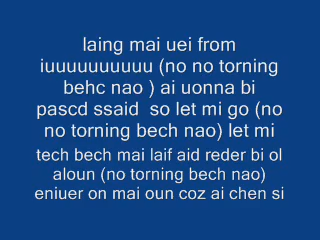 laing mai uei from
iuuuuuuuuuu (no no torning
behc nao ) ai uonna bi
pascd ssaid  so let mi go (no
no torning bech nao) let mi
tech bech mai laif aid reder bi ol
aloun (no torning bech nao)
eniuer on mai oun coz ai chen si